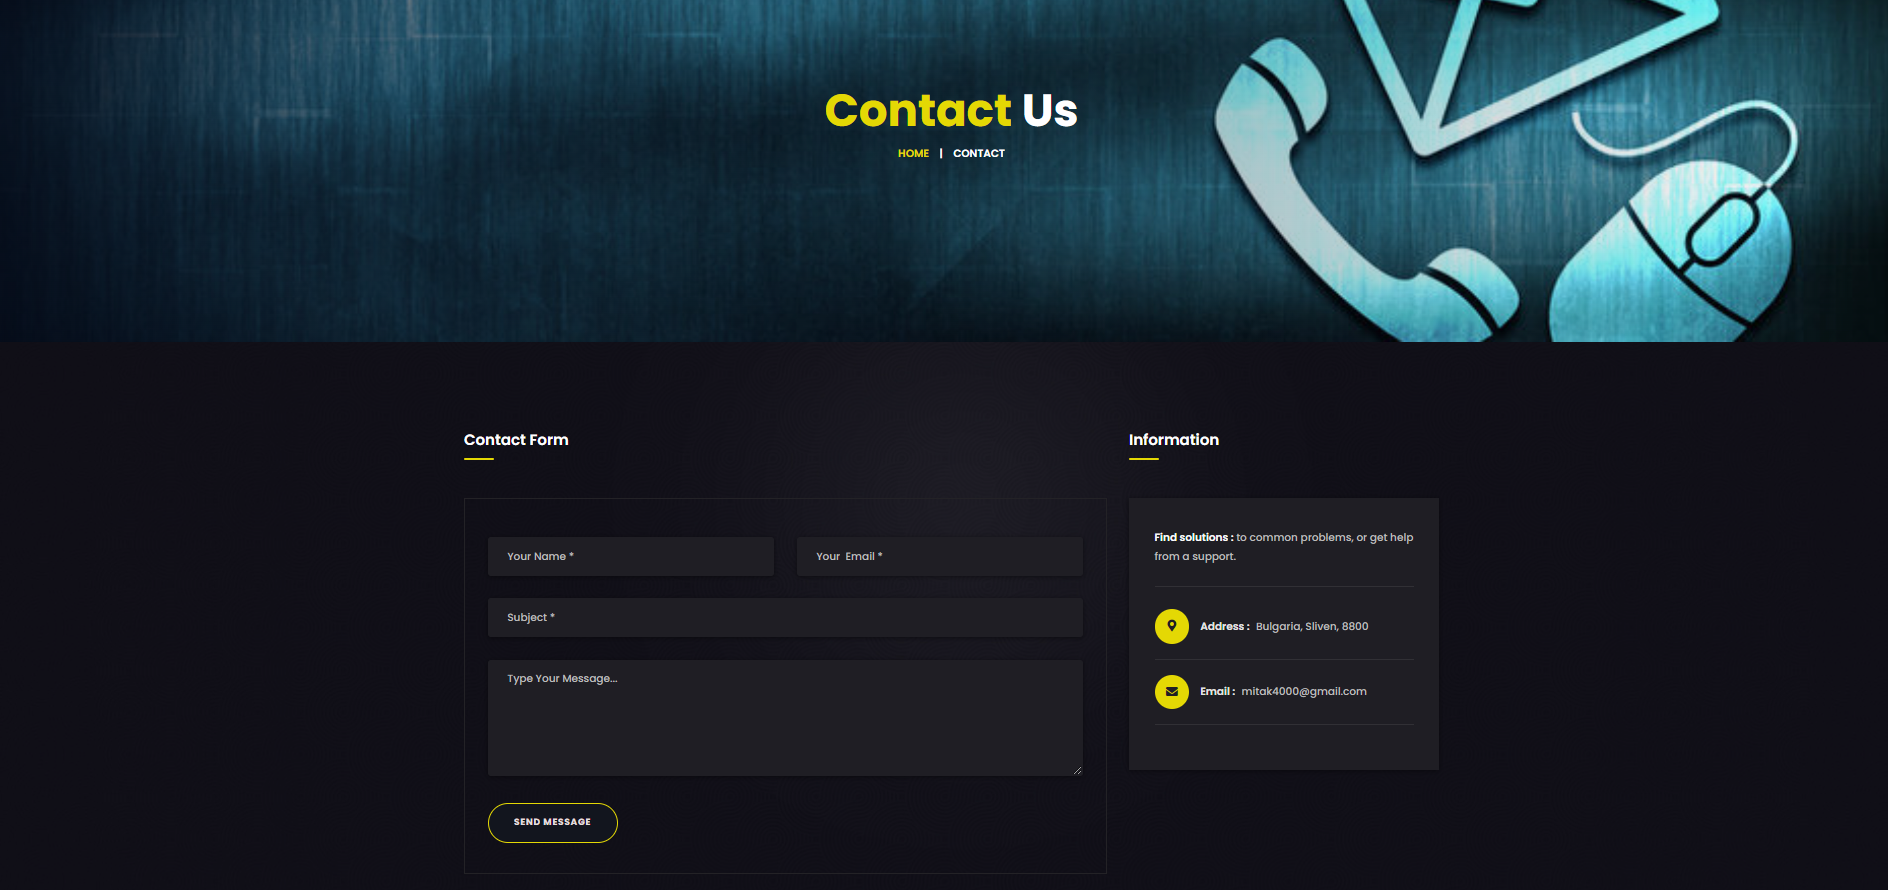 Contact Us
HOME | CONTACT
Contact Form
Your Name *
Your Email *
Subject *
Type Your Message...
SEND MESSAGE
Information
Find solutions : to common problems, or get help
from a support.
Address : Bulgaria, Sliven, 8800
Email : mitak4000@gmail.com